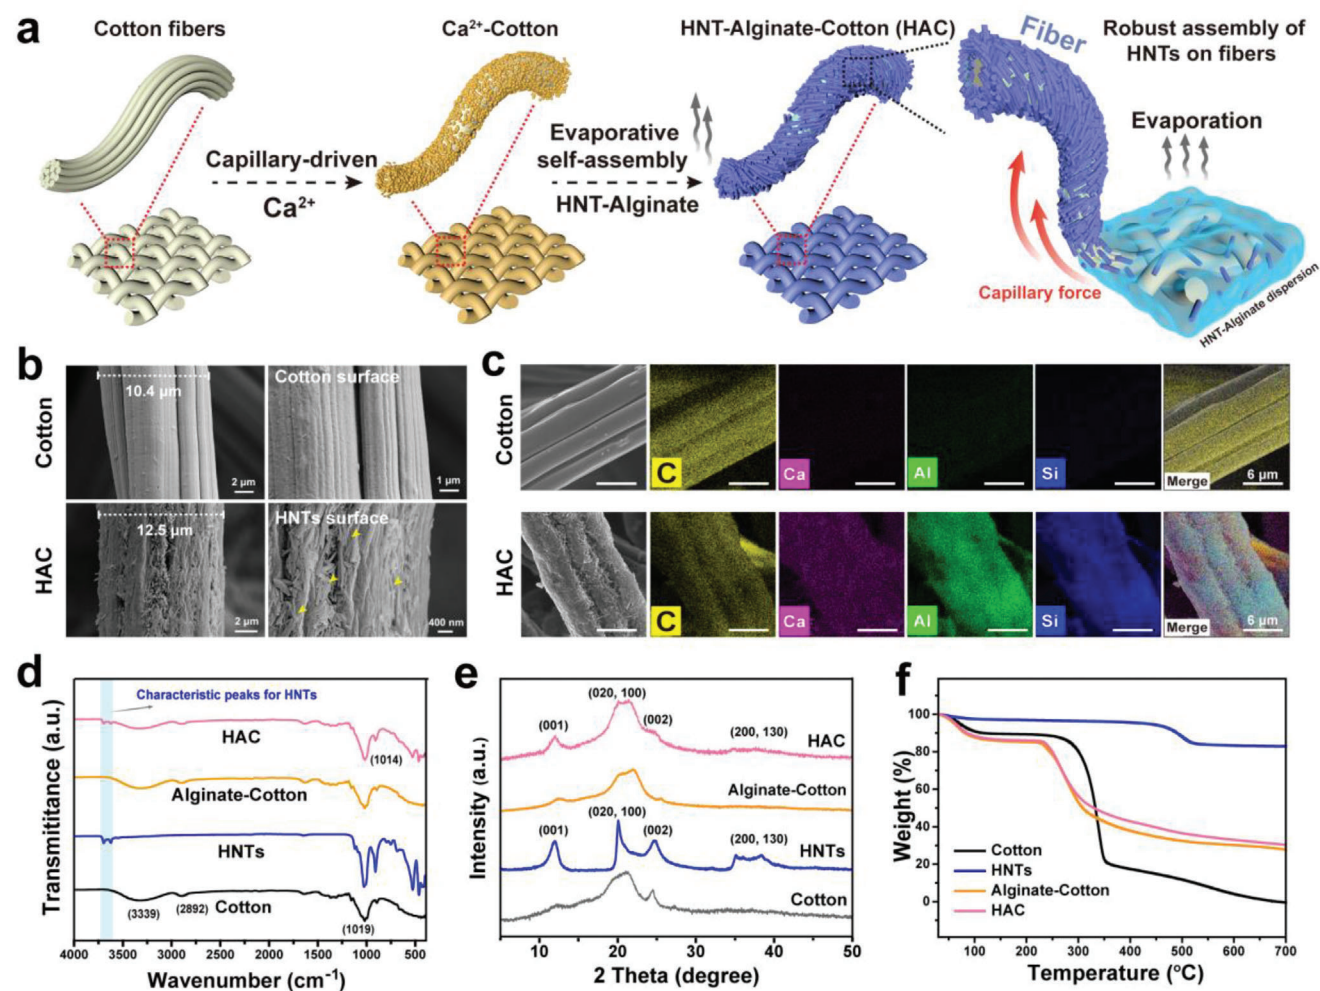 a
Cotton fibers
Ca²⁺-Cotton
HNT-Alginate-Cotton (HAC)
Fiber
Robust assembly of
HNTs on fibers
Capillary-driven
Ca²⁺
Evaporative
self-assembly
HNT-Alginate
Evaporation
Capillary force
HNT-Alginate dispersion
b
Cotton
10.4 µm
2 µm
Cotton surface
1 µm
HAC
12.5 µm
2 µm
HNTs surface
400 nm
c
Cotton
C
Ca
Al
Si
Merge
6 µm
HAC
C
Ca
Al
Si
Merge
6 µm
d
Transmititance (a.u.)
Characteristic peaks for HNTs
HAC
(1014)
Alginate-Cotton
HNTs
(3339)
(2892)
Cotton
(1019)
4000 3500 3000 2500 2000 1500 1000 500
Wavenumber (cm⁻¹)
e
Intensity (a.u.)
(020, 100)
(001)
(002)
(200, 130)
HAC
Alginate-Cotton
(020, 100)
(001)
(002)
(200, 130)
HNTs
Cotton
10 20 30 40 50
2 Theta (degree)
f
Weight (%)
100
80
60
40
20
0
Cotton
HNTs
Alginate-Cotton
HAC
100 200 300 400 500 600 700
Temperature (°C)